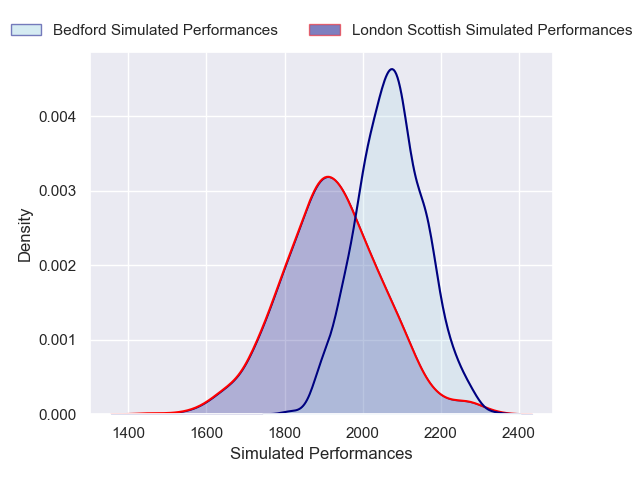 Bedford Simulated Performances London Scottish Simulated Performances
0.004
0.003
0.002
0.001
0.000
Density
1400 1600 1800 2000 2200 2400
Simulated Performances